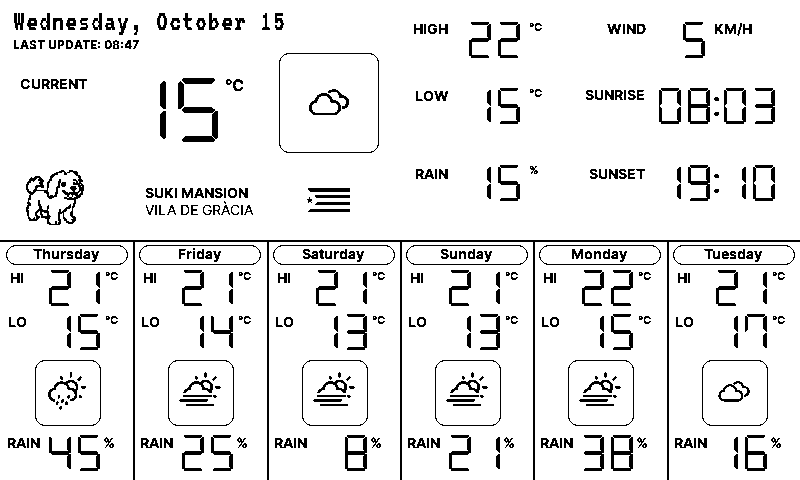 Wednesday, October 15
LAST UPDATE: 08:47
CURRENT 15 °C
HIGH 22 °C
LOW 15 °C
RAIN 15 %
WIND 5 KM/H
SUNRISE 08:03
SUNSET 19:10
SUKI MANSION
VILA DE GRÀCIA
Thursday
HI 21 °C
LO 15 °C
RAIN 45 %
Friday
HI 21 °C
LO 14 °C
RAIN 25 %
Saturday
HI 21 °C
LO 13 °C
RAIN 8 %
Sunday
HI 21 °C
LO 13 °C
RAIN 21 %
Monday
HI 22 °C
LO 15 °C
RAIN 38 %
Tuesday
HI 21 °C
LO 17 °C
RAIN 16 %